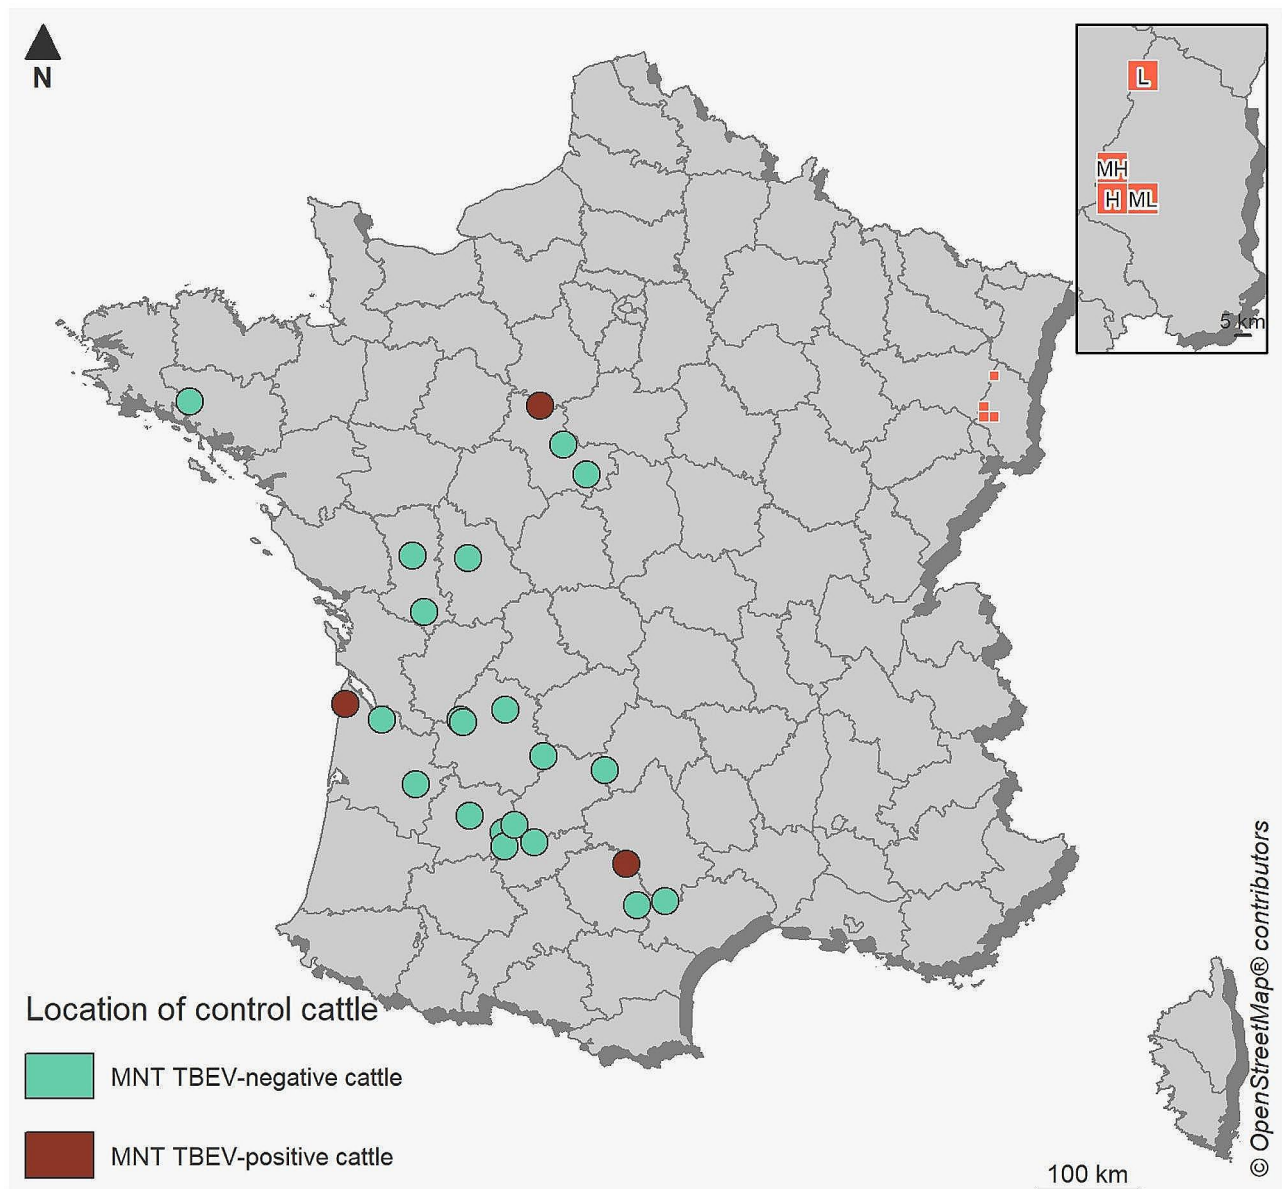 N
L
MH
H ML
5 km
Location of control cattle
MNT TBEV-negative cattle
MNT TBEV-positive cattle
100 km
© OpenStreetMap® contributors